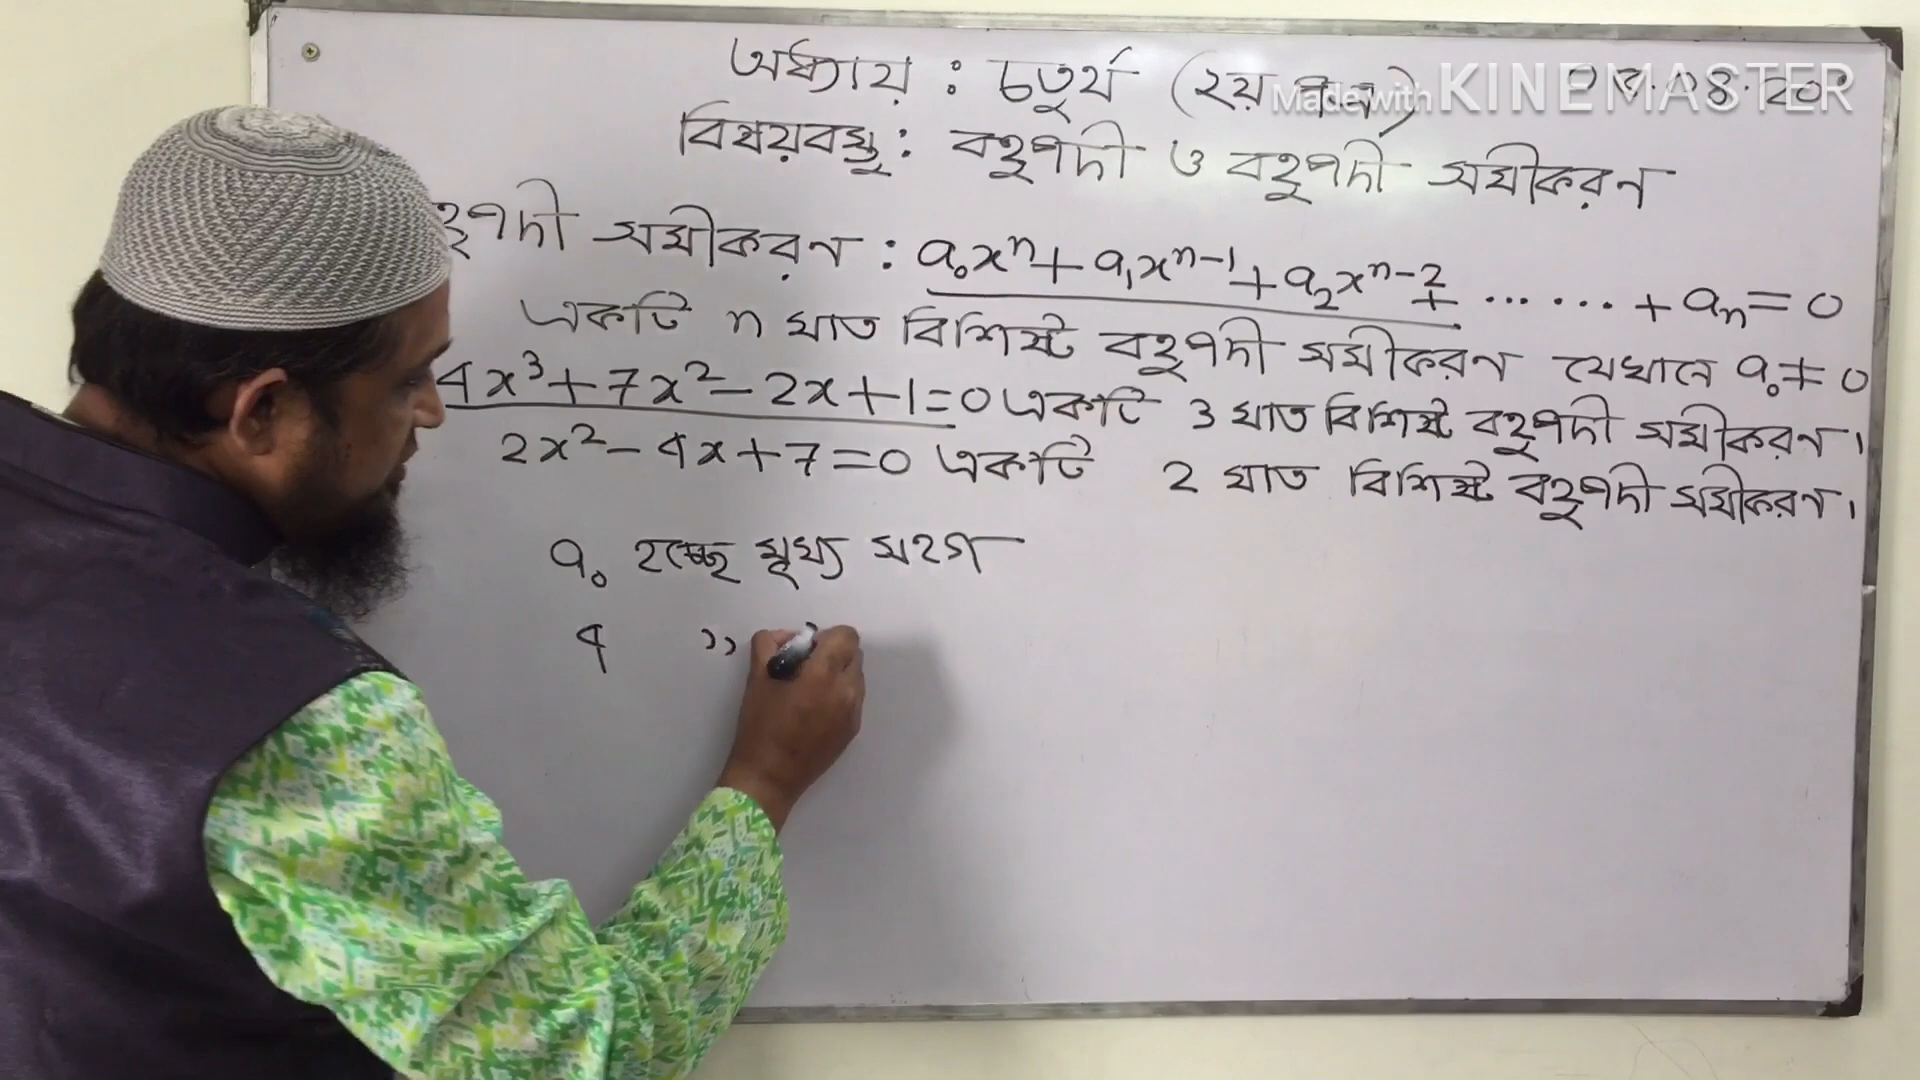 অধ্যায় : চতুর্থ (২য় পত্র)
Made with KINEMASTER
বিষয়বস্তু : বহুপদী ও বহুপদী সমীকরণ
হুপদী সমীকরণ : a₀xⁿ + a₁xⁿ⁻¹ + a₂xⁿ⁻² + ...... + aₙ = 0
একটি n ঘাত বিশিষ্ট বহুপদী সমীকরণ যেখানে a₀ ≠ 0
4x³ + 7x² − 2x + 1 = 0 একটি 3 ঘাত বিশিষ্ট বহুপদী সমীকরণ।
2x² − 4x + 7 = 0 একটি 2 ঘাত বিশিষ্ট বহুপদী সমীকরণ।
a₀ হচ্ছে মূখ্য সহগ
4 ,,